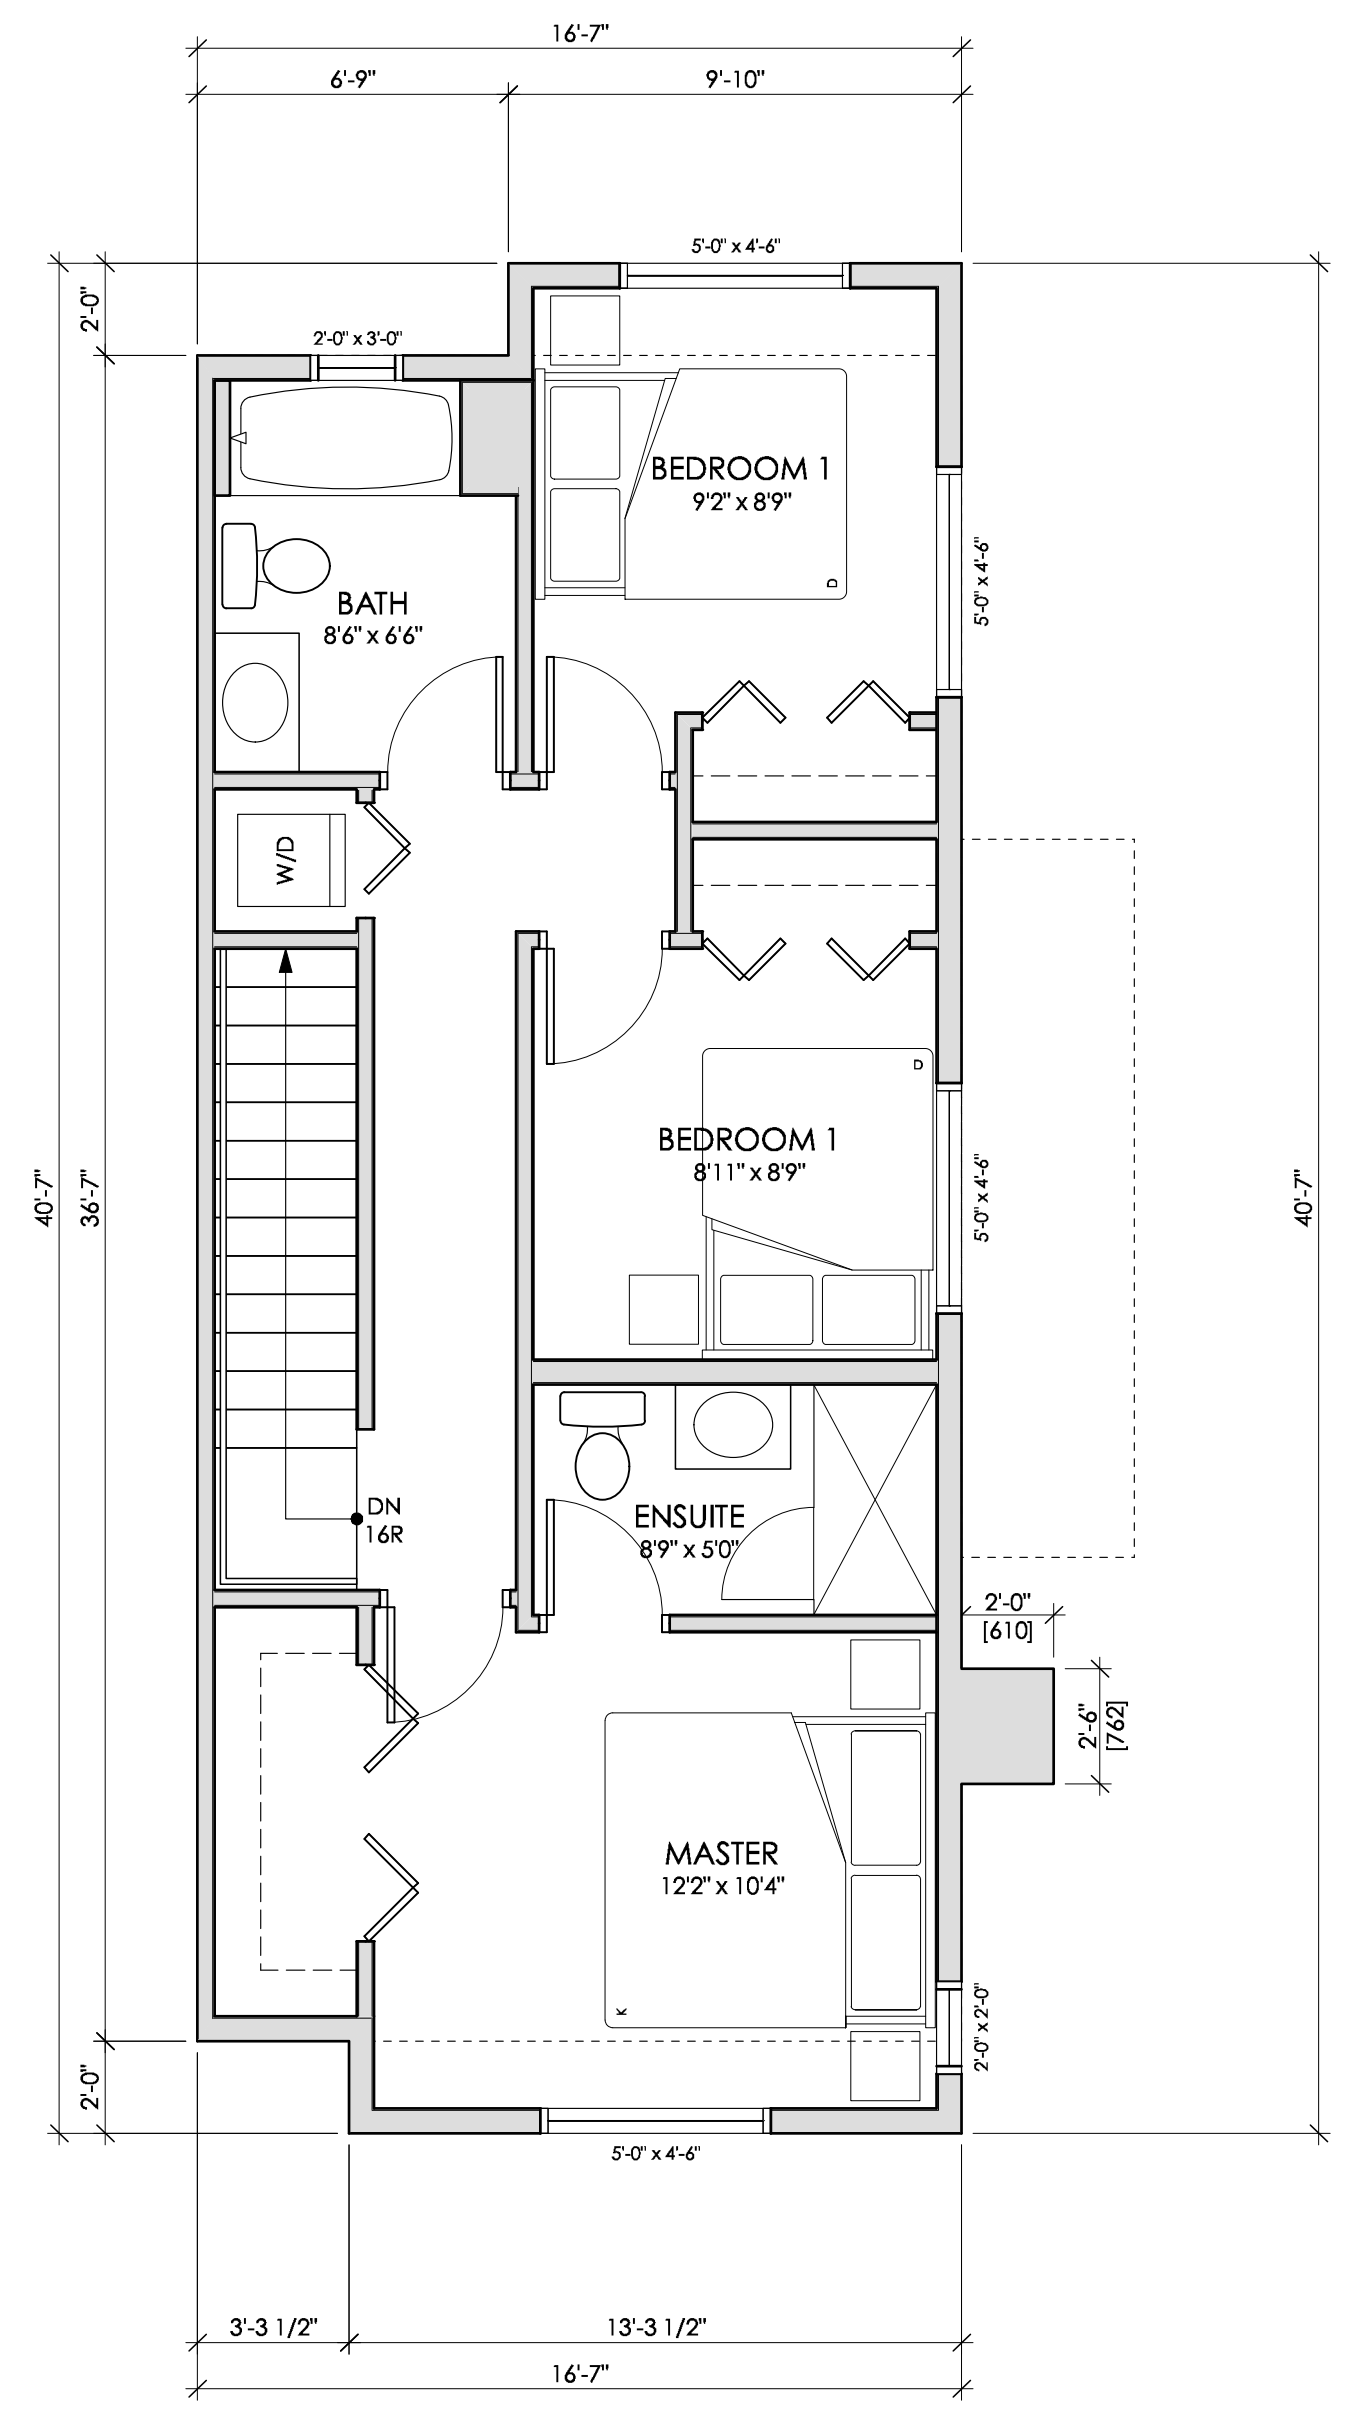 16'-7"
6'-9"
9'-10"
5'-0" x 4'-6"
2'-0"
2'-0" x 3'-0"
BEDROOM 1
9'2" x 8'9"
5'-0" x 4'-6"
D
BATH
8'6" x 6'6"
W/D
D
BEDROOM 1
8'11" x 8'9"
5'-0" x 4'-6"
40'-7"
36'-7"
40'-7"
DN
16R
ENSUITE
8'9" x 5'0"
2'-0"
[610]
2'-6"
[762]
MASTER
12'2" x 10'4"
K
2'-0" x 2'-0"
2'-0"
5'-0" x 4'-6"
3'-3 1/2"
13'-3 1/2"
16'-7"